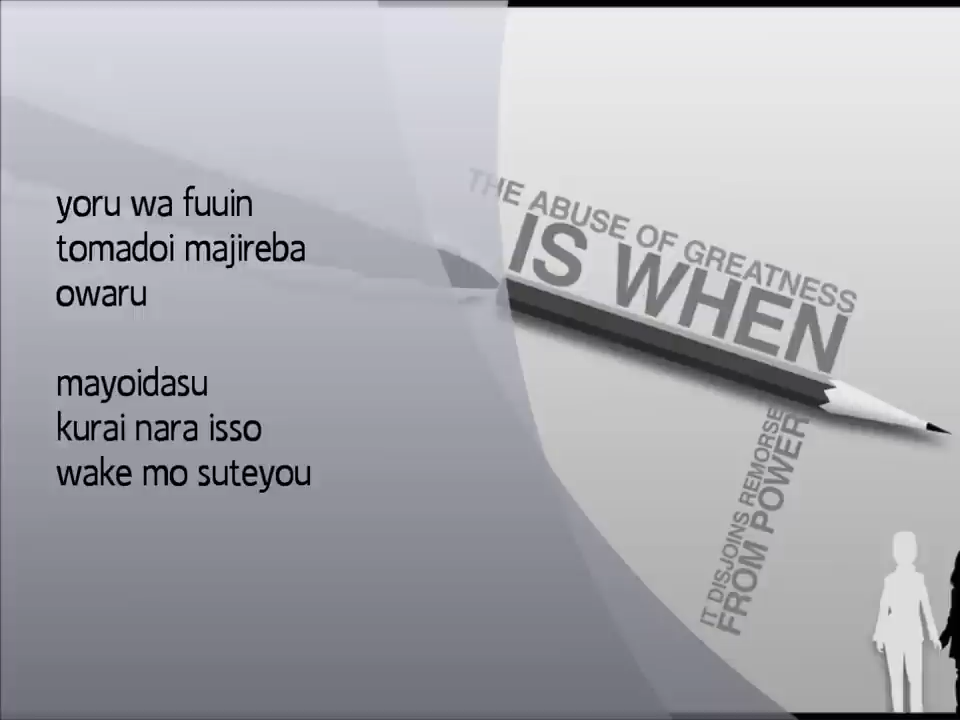 yoru wa fuuin
tomadoi majireba
owaru
mayoidasu
kurai nara isso
wake mo suteyou
THE ABUSE OF GREATNESS
IS WHEN
IT DISJOINS REMORSE
FROM POWER